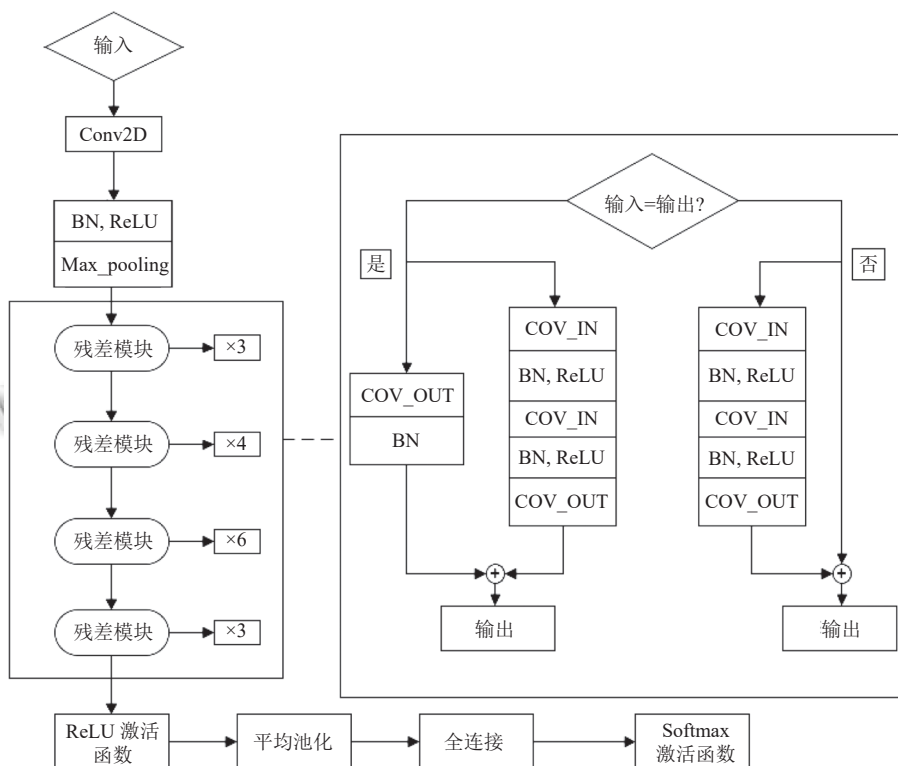 输入
Conv2D
BN, ReLU
Max_pooling
残差模块
×3
残差模块
×4
残差模块
×6
残差模块
×3
输入=输出?
是
否
COV_OUT
BN
COV_IN
BN, ReLU
COV_IN
BN, ReLU
COV_OUT
COV_IN
BN, ReLU
COV_IN
BN, ReLU
COV_OUT
+
+
输出
输出
ReLU 激活
函数
平均池化
全连接
Softmax
激活函数